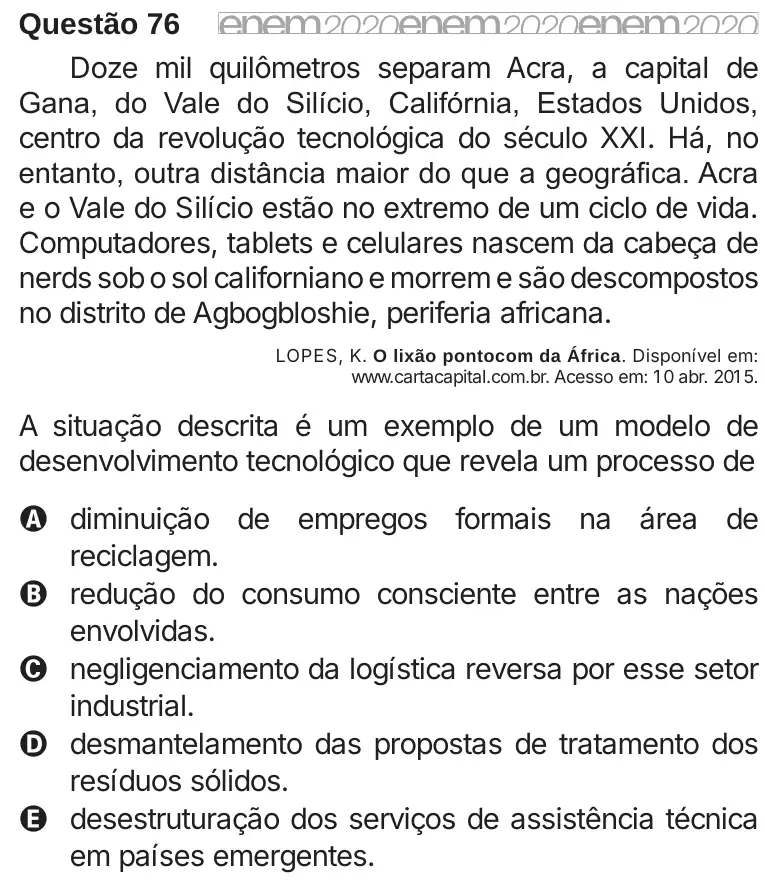 Questão 76 enem2020enem2020enem2020
Doze mil quilômetros separam Acra, a capital de
Gana, do Vale do Silício, Califórnia, Estados Unidos,
centro da revolução tecnológica do século XXI. Há, no
entanto, outra distância maior do que a geográfica. Acra
e o Vale do Silício estão no extremo de um ciclo de vida.
Computadores, tablets e celulares nascem da cabeça de
nerds sob o sol californiano e morrem e são descompostos
no distrito de Agbogbloshie, periferia africana.
LOPES, K. O lixão pontocom da África. Disponível em:
www.cartacapital.com.br. Acesso em: 10 abr. 2015.
A situação descrita é um exemplo de um modelo de
desenvolvimento tecnológico que revela um processo de
A diminuição de empregos formais na área de
reciclagem.
B redução do consumo consciente entre as nações
envolvidas.
C negligenciamento da logística reversa por esse setor
industrial.
D desmantelamento das propostas de tratamento dos
resíduos sólidos.
E desestruturação dos serviços de assistência técnica
em países emergentes.